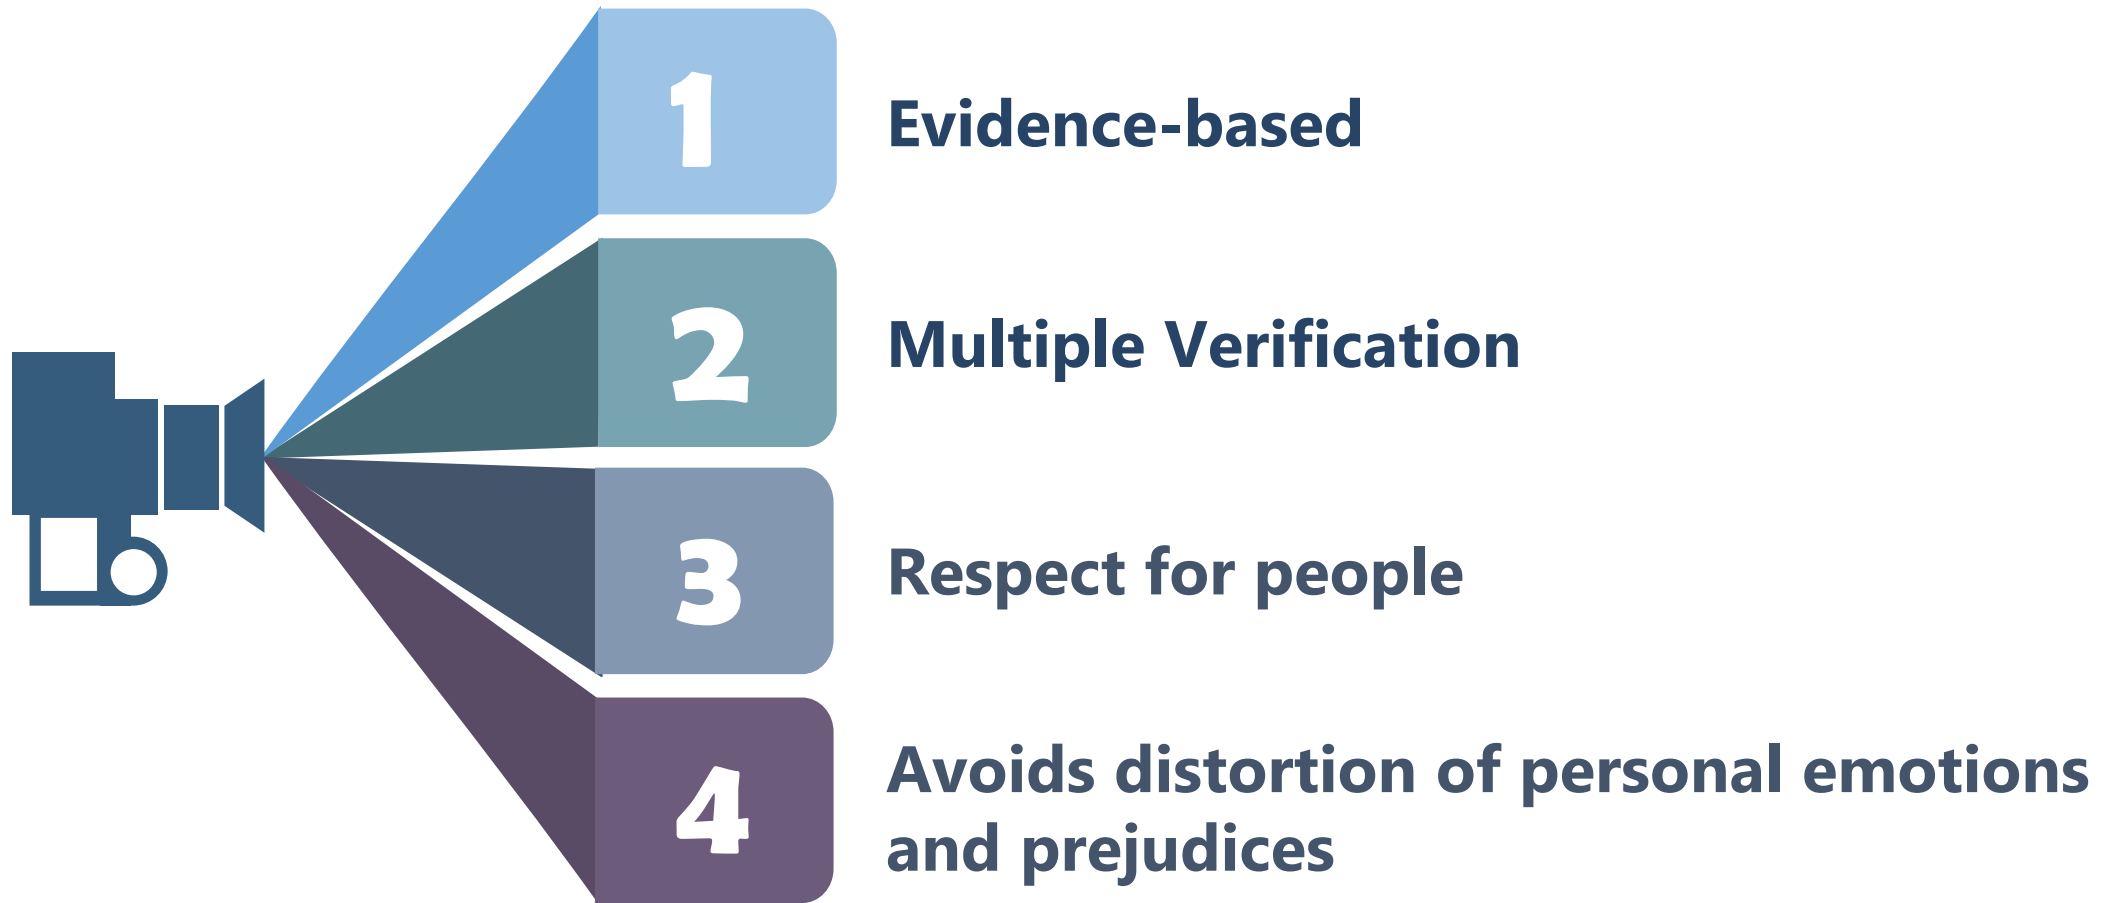 1
Evidence-based
2
Multiple Verification
3
Respect for people
4
Avoids distortion of personal emotions
and prejudices